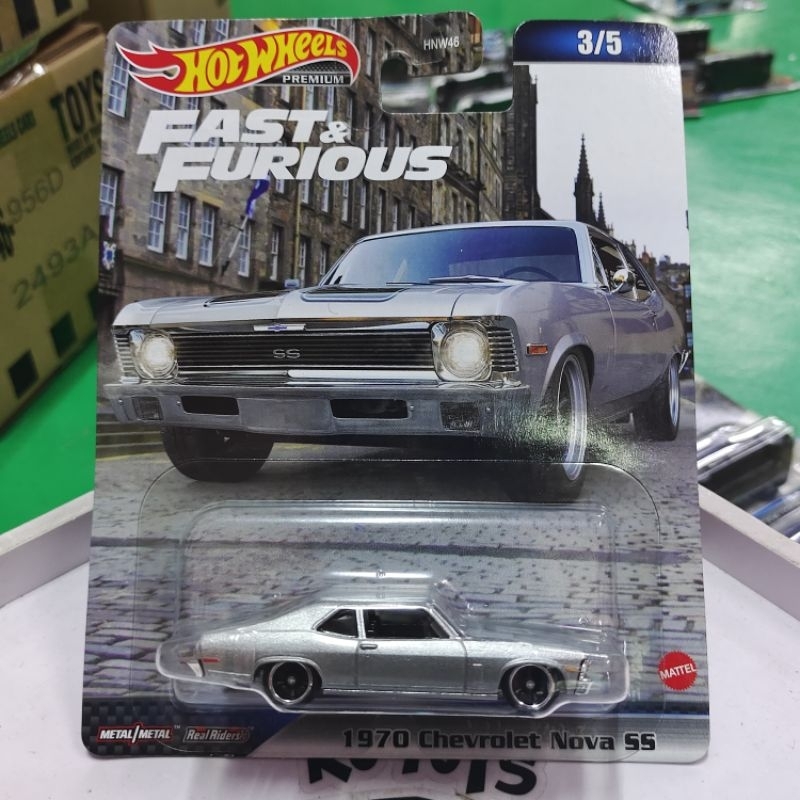 HOT WHEELS
PREMIUM
HNW46
3/5
FAST &
FURIOUS
TOYS
956D
2493A
SS
MATTEL
METAL/METAL™
Real Riders
1970 Chevrolet Nova SS